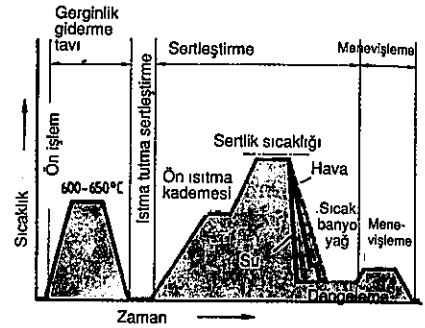 Gerginlik
giderme
tavı
Sertleştirme
Menevişleme
Ön işlem
Isıtma tutma sertleştirme
Sertlik sıcaklığı
600-650°C
Ön ısıtma
kademesi
Hava
Sıcak
banyo
yağ
Su
Mene-
vişleme
Dengeleme
Sıcaklık
Zaman